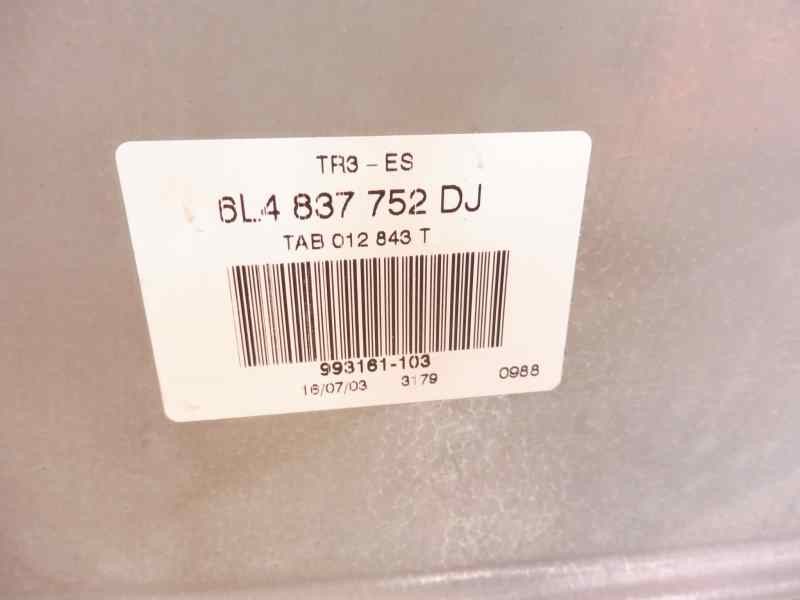 TR3 - ES
6L4 837 752 DJ
TAB 012 843 T
993161-103
16/07/03 3179 0988